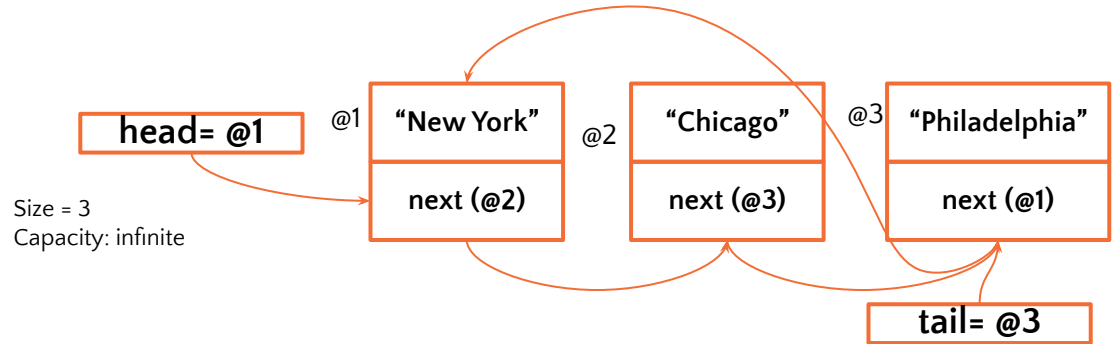 head= @1
Size = 3
Capacity: infinite
@1
“New York”
next (@2)
@2
“Chicago”
next (@3)
@3
“Philadelphia”
next (@1)
tail= @3